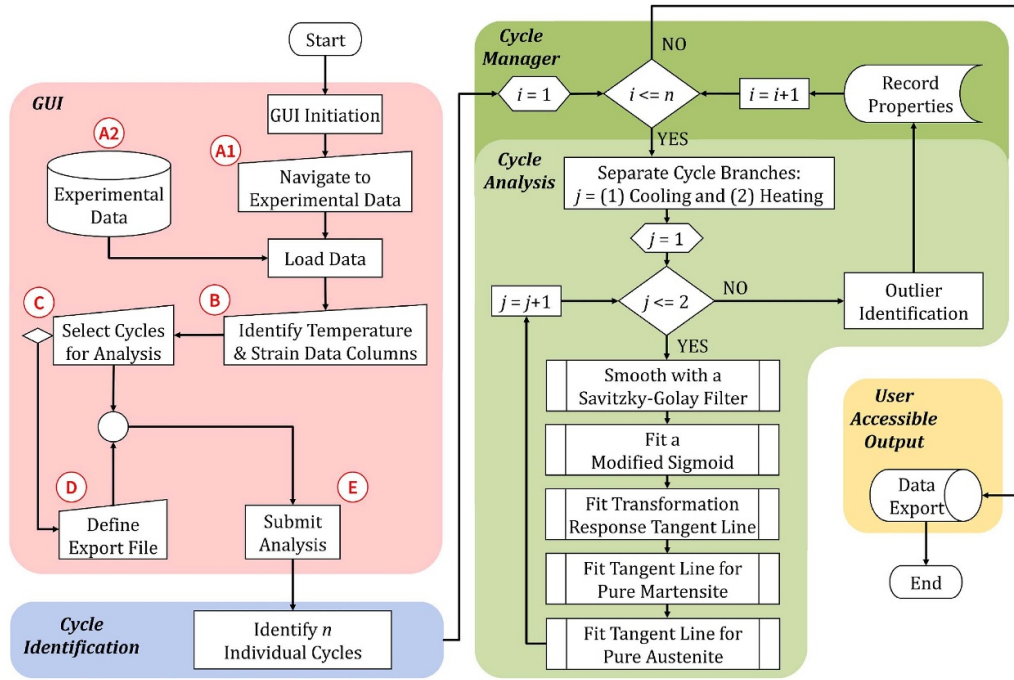 Start
GUI
GUI Initiation
A2
A1
Navigate to
Experimental Data
Experimental
Data
Load Data
C
B
Select Cycles
for Analysis
Identify Temperature
& Strain Data Columns
D
E
Define
Export File
Submit
Analysis
Cycle
Identification
Identify n
Individual Cycles
Cycle
Manager
NO
i = 1
i <= n
i = i+1
Record
Properties
YES
Cycle
Analysis
Separate Cycle Branches:
j = (1) Cooling and (2) Heating
j = 1
j = j+1
j <= 2
NO
Outlier
Identification
YES
Smooth with a
Savitzky-Golay Filter
Fit a
Modified Sigmoid
Fit Transformation
Response Tangent Line
Fit Tangent Line for
Pure Martensite
Fit Tangent Line for
Pure Austenite
User
Accessible
Output
Data
Export
End